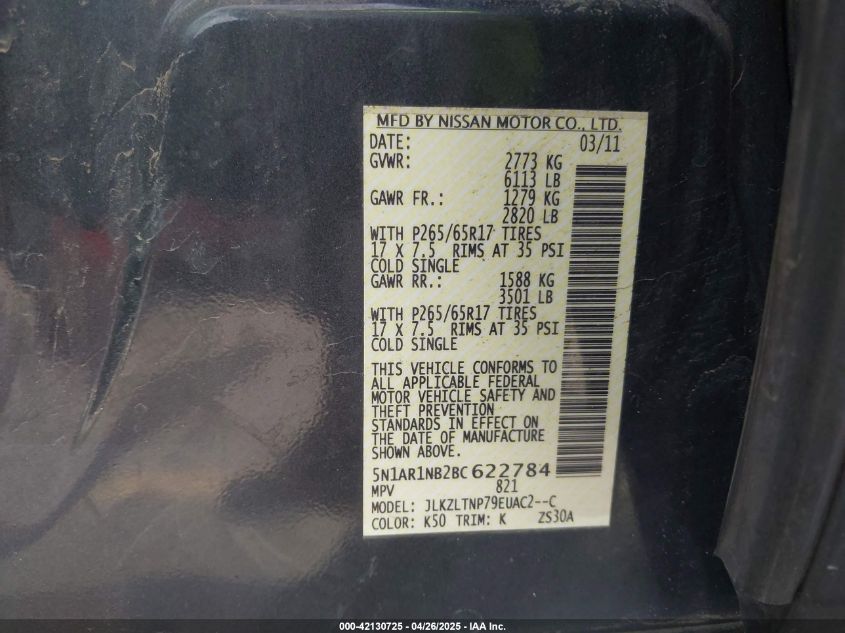 MFD BY NISSAN MOTOR CO., LTD.
DATE: 03/11
GVWR: 2773 KG
6113 LB
GAWR FR.: 1279 KG
2820 LB
WITH P265/65R17 TIRES
17 X 7.5 RIMS AT 35 PSI
COLD SINGLE
GAWR RR.: 1588 KG
3501 LB
WITH P265/65R17 TIRES
17 X 7.5 RIMS AT 35 PSI
COLD SINGLE
THIS VEHICLE CONFORMS TO
ALL APPLICABLE FEDERAL
MOTOR VEHICLE SAFETY AND
THEFT PREVENTION
STANDARDS IN EFFECT ON
THE DATE OF MANUFACTURE
SHOWN ABOVE.
5N1AR1NB2BC622784
MPV 821
MODEL: JLKZLTNP79EUAC2--C
COLOR: K50 TRIM: K ZS30A
000-42130725 - 04/26/2025 - IAA Inc.